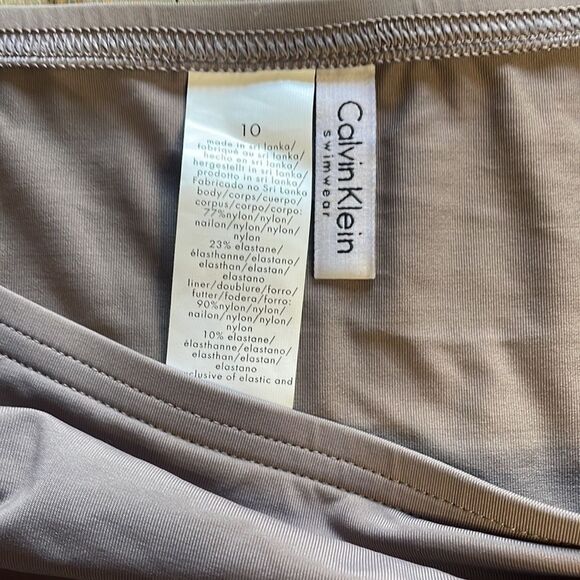 10
made in sri lanka/
fabriqué au sri lanka/
hecho en sri lanka/
hergestellt in sri lanka/
prodotto in sri lanka/
Fabricado no Sri Lanka
body/corps/cuerpo/
corpus/corpo/corpo:
77%nylon/nylon/
nailon/nylon/nylon/
nylon
23% elastane/
élasthanne/elastano/
elasthan/elastan/
elastano
liner/doublure/forro/
futter/fodera/forro:
90%nylon/nylon/
nailon/nylon/nylon/
nylon
10% elastane/
élasthanne/elastano/
elasthan/elastan/
elastano
clusive of elastic and
Calvin Klein
swimwear